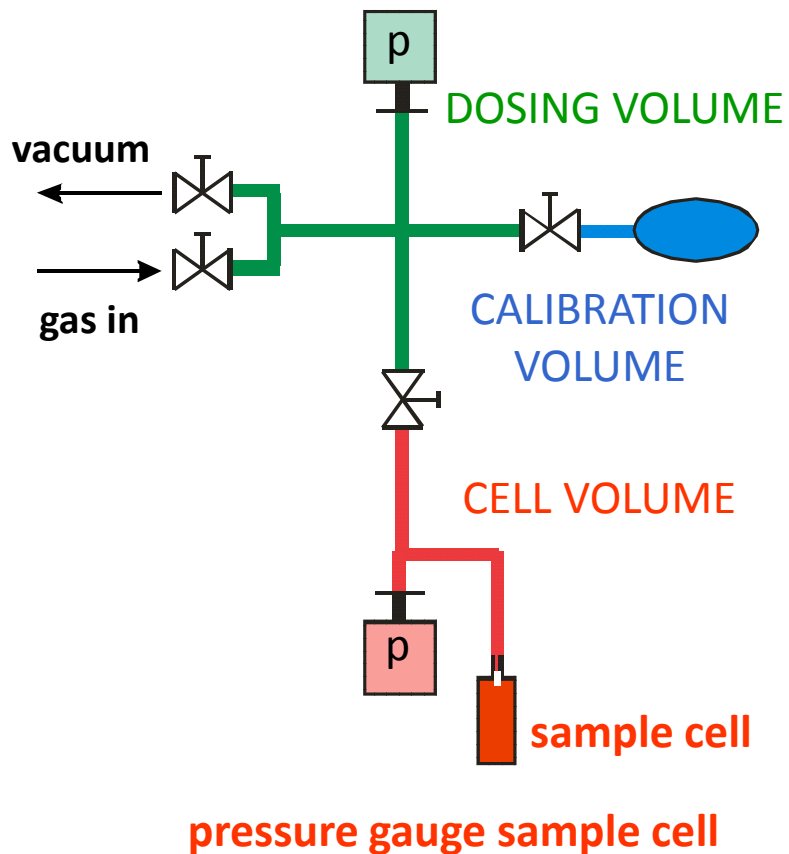 p
DOSING VOLUME
vacuum
gas in
CALIBRATION
VOLUME
CELL VOLUME
p
sample cell
pressure gauge sample cell